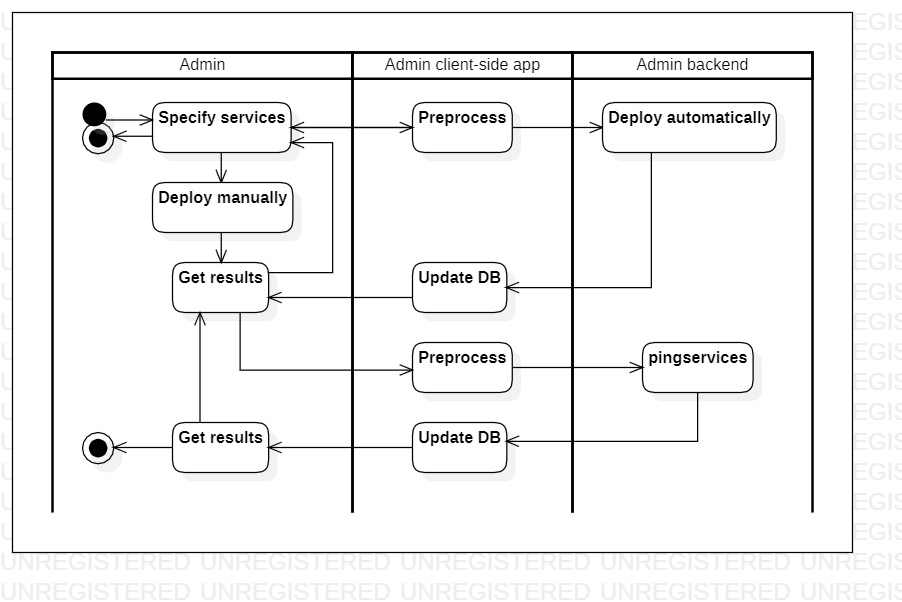 Admin Admin client-side app Admin backend
Specify services Preprocess Deploy automatically
Deploy manually
Get results Update DB
Preprocess pingservices
Get results Update DB
UNREGISTERED UNREGISTERED UNREGISTERED UNREGISTERED UNREGIS
UNREGISTERED UNREGISTERED UNREGISTERED UNREGISTERED UNREGIS